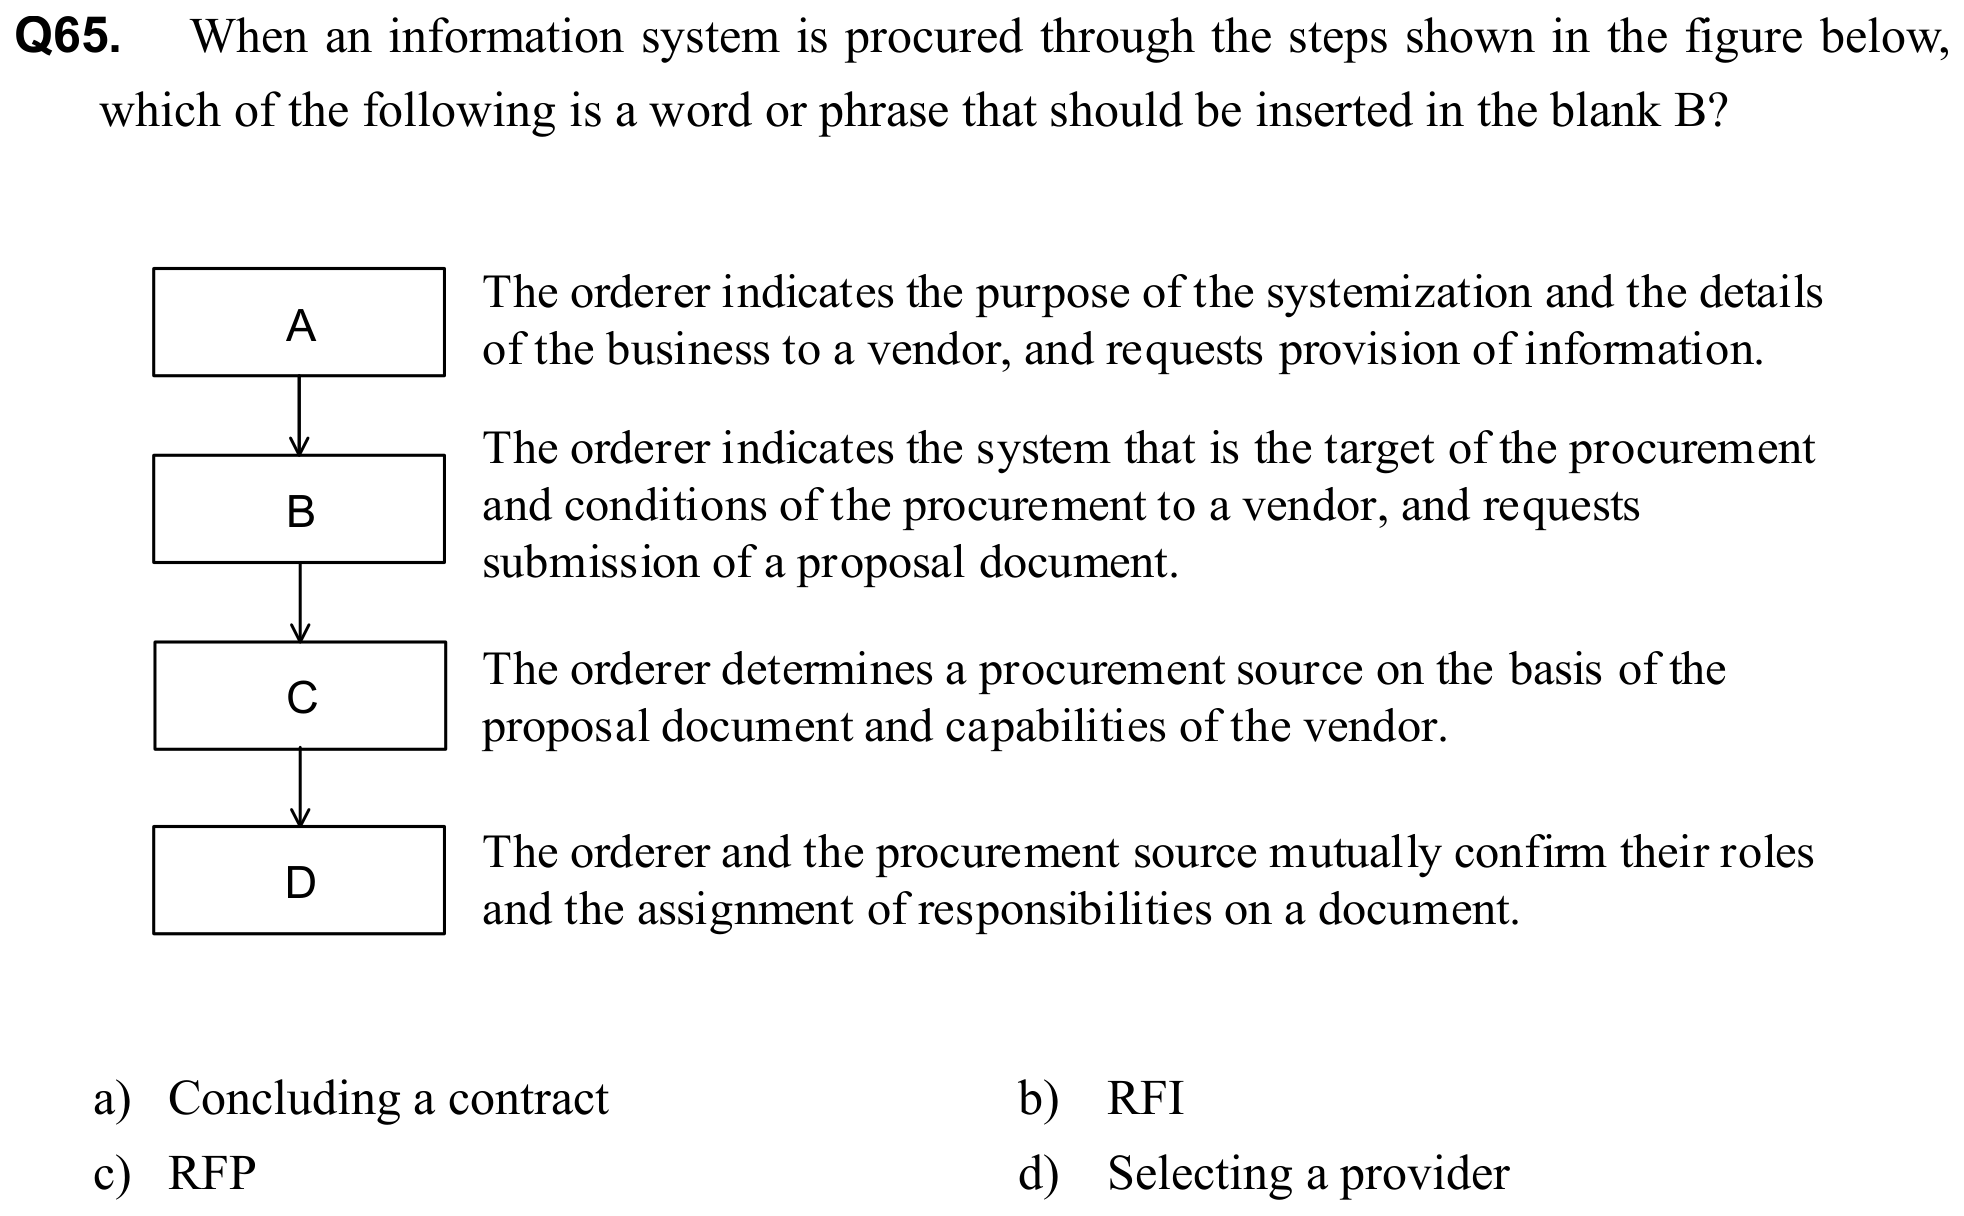 Q65. When an information system is procured through the steps shown in the figure below,
which of the following is a word or phrase that should be inserted in the blank B?
A
The orderer indicates the purpose of the systemization and the details
of the business to a vendor, and requests provision of information.
B
The orderer indicates the system that is the target of the procurement
and conditions of the procurement to a vendor, and requests
submission of a proposal document.
C
The orderer determines a procurement source on the basis of the
proposal document and capabilities of the vendor.
D
The orderer and the procurement source mutually confirm their roles
and the assignment of responsibilities on a document.
a) Concluding a contract
b) RFI
c) RFP
d) Selecting a provider